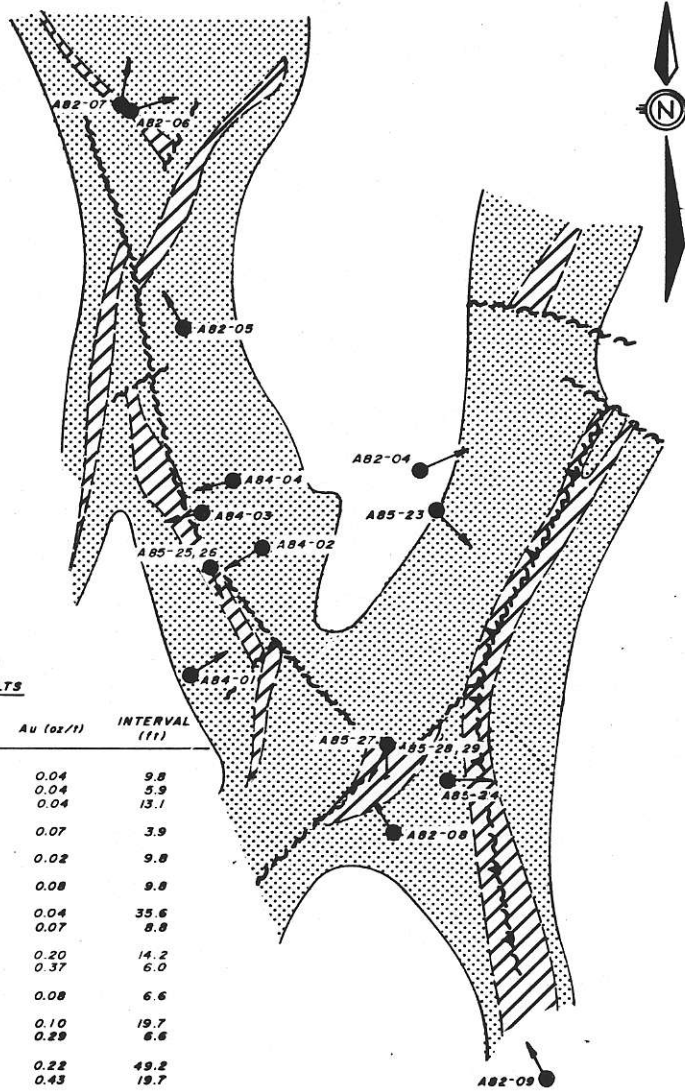 N
A82-07
A82-06
A82-05
A84-04
A82-04
A84-03
A85-23
A85-25,26
A84-02
A84-01
LTS
Au (oz/t) INTERVAL (ft)
0.04 9.8
0.04 5.9
0.04 13.1
0.07 3.9
0.02 9.8
0.08 9.8
0.04 35.6
0.07 8.8
0.20 14.2
0.37 6.0
0.08 6.6
0.10 19.7
0.29 6.6
0.22 49.2
0.43 19.7
A85-27
A85-28,29
A85-24
A82-08
A82-09